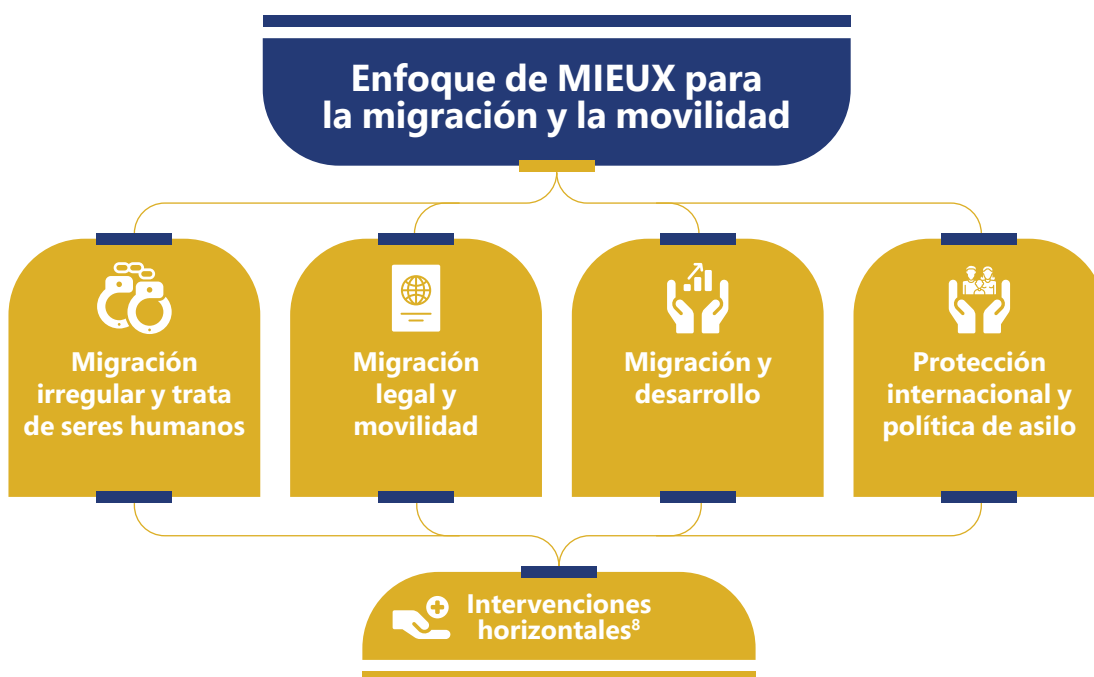 Enfoque de MIEUX para
la migración y la movilidad
Migración
irregular y trata
de seres humanos
Migración
legal y
movilidad
Migración y
desarrollo
Protección
internacional y
política de asilo
Intervenciones
horizontales⁸